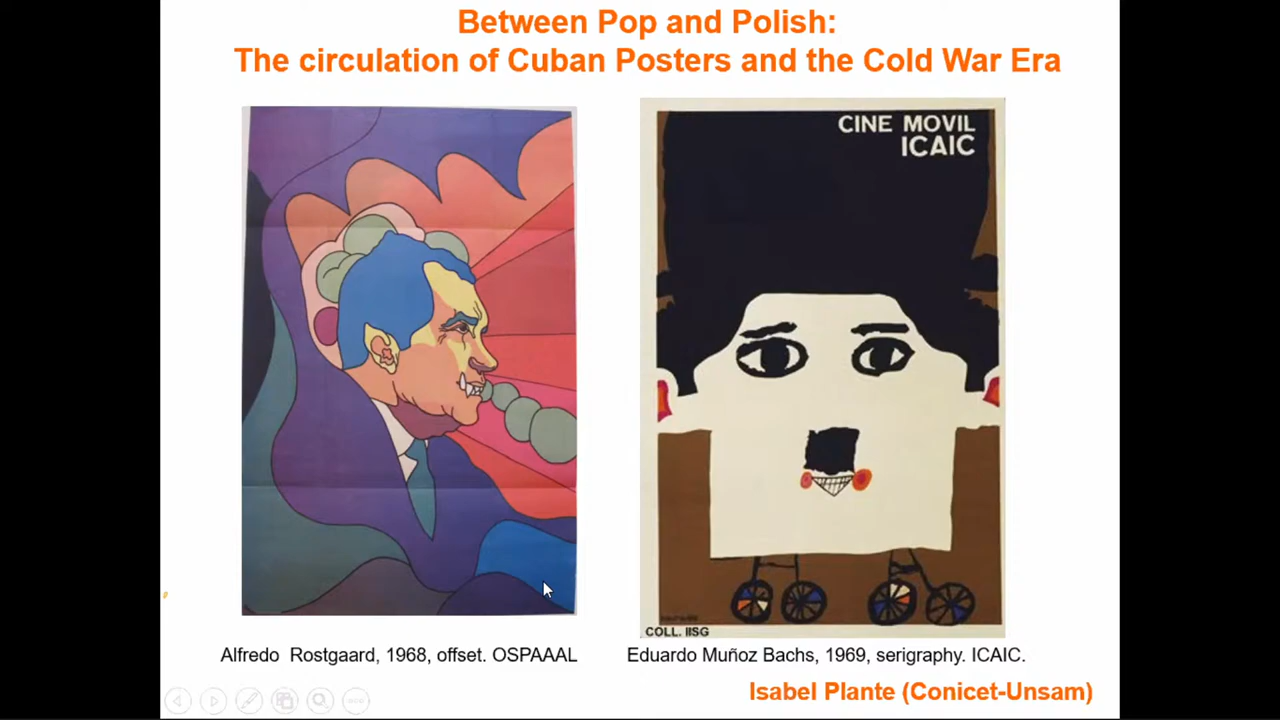 Between Pop and Polish:
The circulation of Cuban Posters and the Cold War Era
CINE MOVIL
ICAIC
COLL. IISG
Alfredo Rostgaard, 1968, offset. OSPAAAL
Eduardo Muñoz Bachs, 1969, serigraphy. ICAIC.
Isabel Plante (Conicet-Unsam)